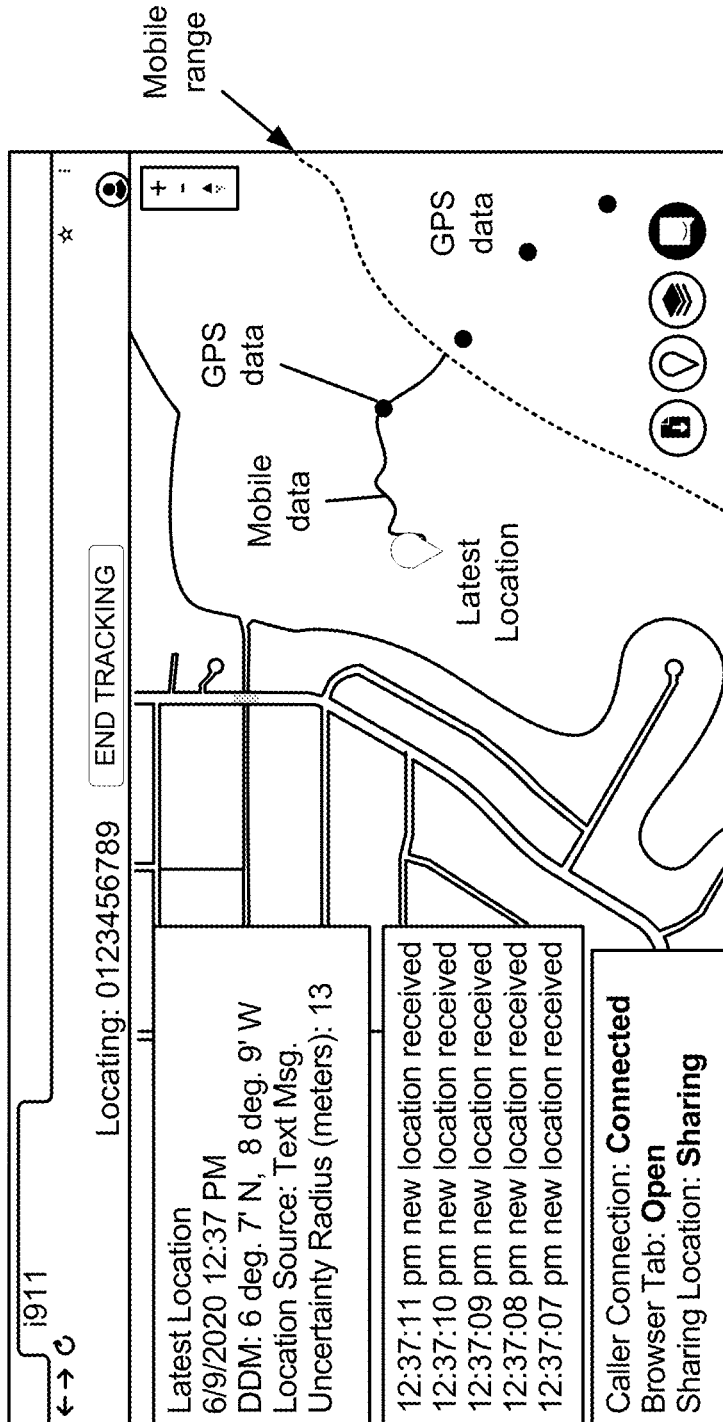 i911
Locating: 0123456789
END TRACKING
Latest Location
6/9/2020 12:37 PM
DDM: 6 deg. 7' N, 8 deg. 9' W
Location Source: Text Msg.
Uncertainty Radius (meters): 13
12:37:11 pm new location received
12:37:10 pm new location received
12:37:09 pm new location received
12:37:08 pm new location received
12:37:07 pm new location received
Caller Connection: Connected
Browser Tab: Open
Sharing Location: Sharing
Mobile
data
GPS
data
Latest
Location
GPS
data
Mobile
range